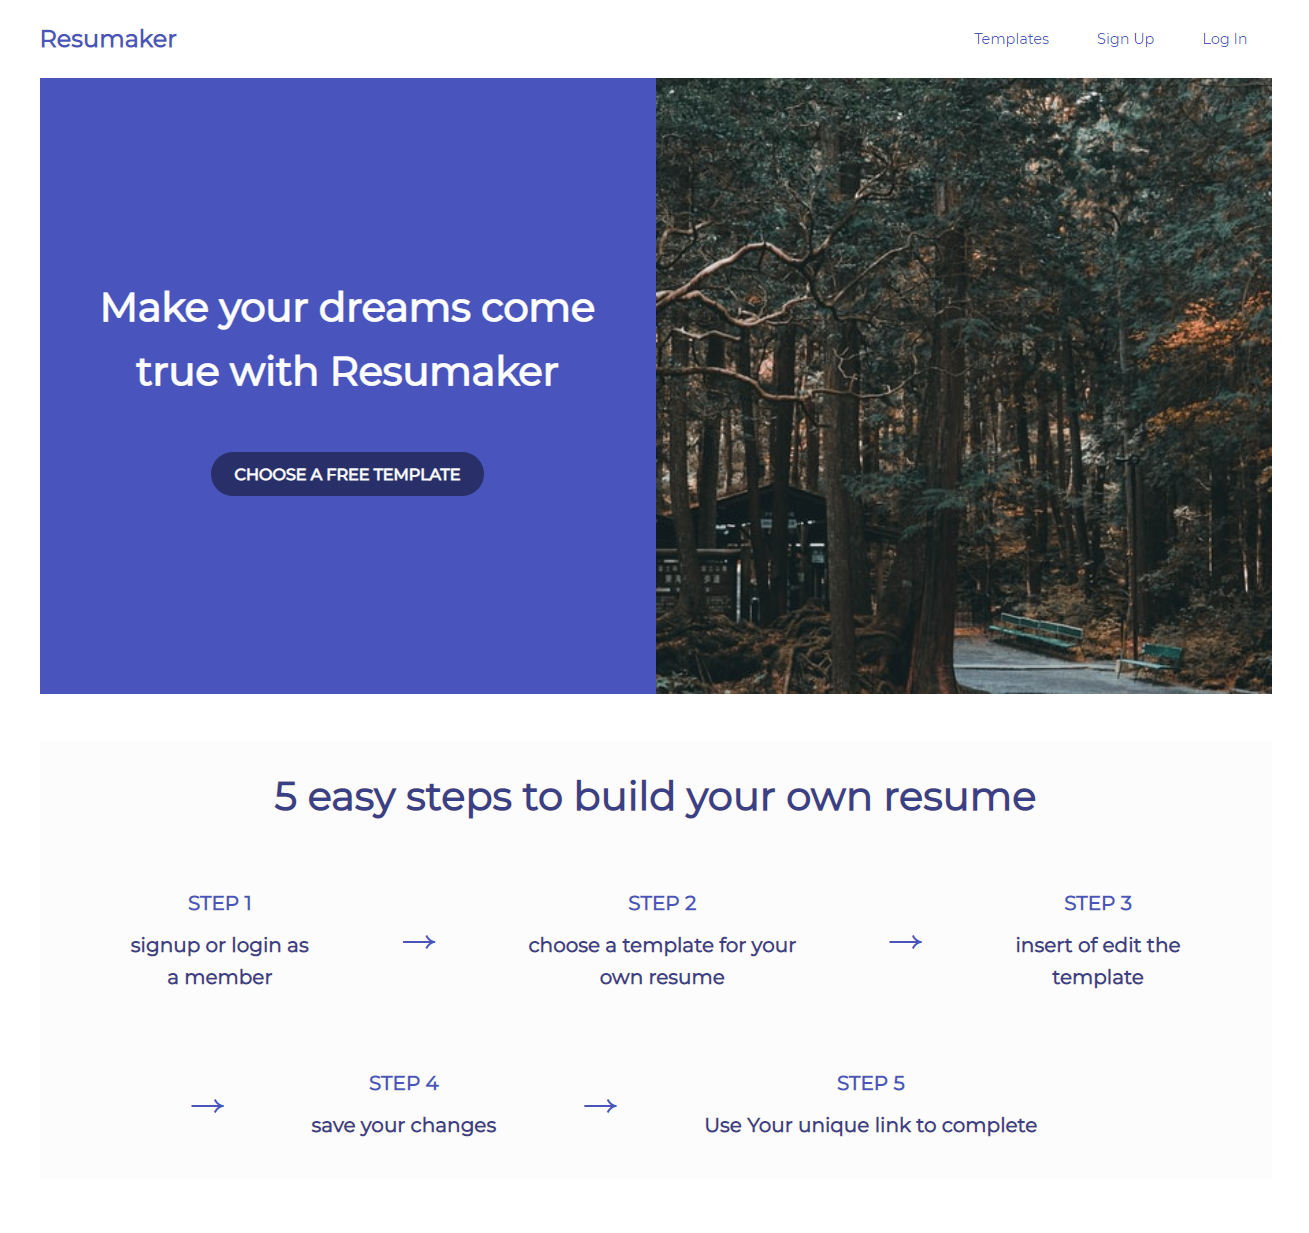 Resumaker
Templates
Sign Up
Log In
Make your dreams come
true with Resumaker
CHOOSE A FREE TEMPLATE
5 easy steps to build your own resume
STEP 1
signup or login as
a member
→
STEP 2
choose a template for your
own resume
→
STEP 3
insert of edit the
template
→
STEP 4
save your changes
→
STEP 5
Use Your unique link to complete